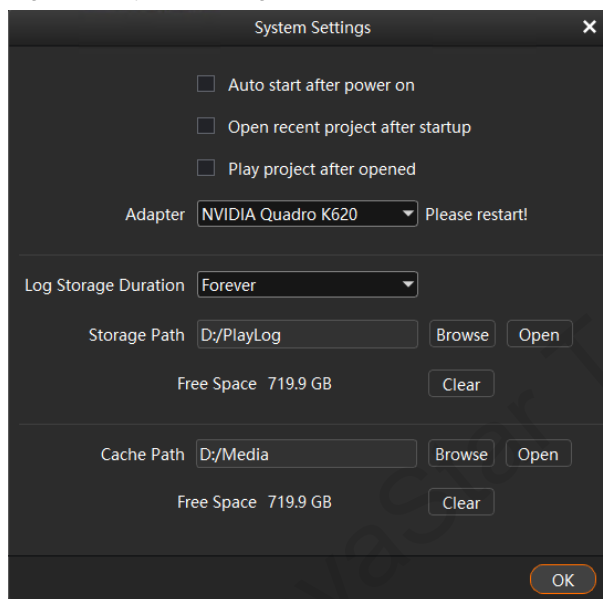 System Settings
Auto start after power on
Open recent project after startup
Play project after opened
Adapter NVIDIA Quadro K620 Please restart!
Log Storage Duration Forever
Storage Path D:/PlayLog Browse Open
Free Space 719.9 GB Clear
Cache Path D:/Media Browse Open
Free Space 719.9 GB Clear
OK